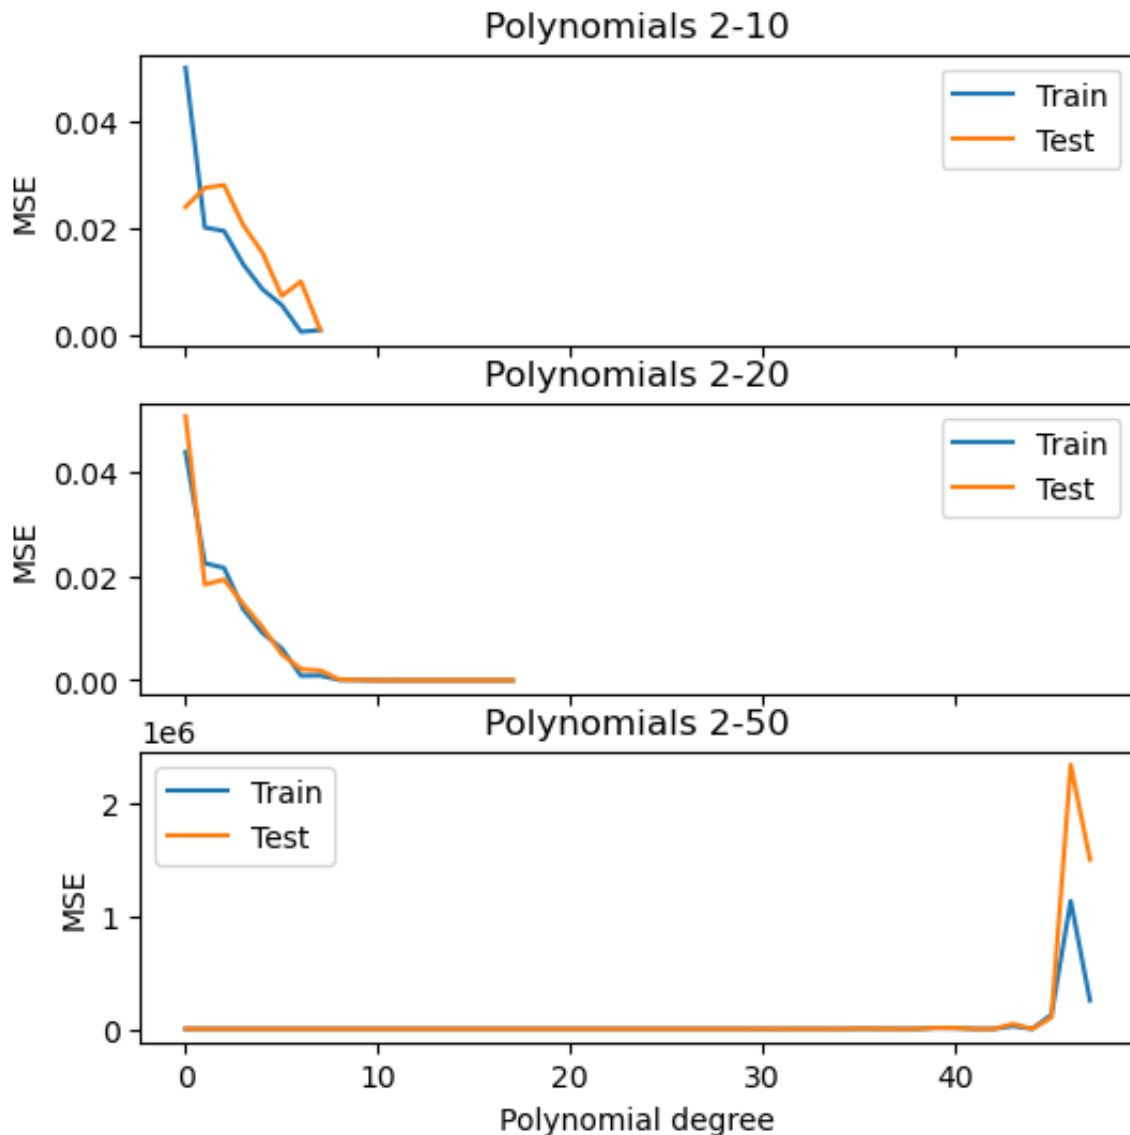 Polynomials 2-10
MSE
0.04
0.02
0.00
Train
Test
Polynomials 2-20
MSE
0.04
0.02
0.00
Train
Test
Polynomials 2-50
1e6
MSE
2
1
0
Train
Test
0 10 20 30 40
Polynomial degree